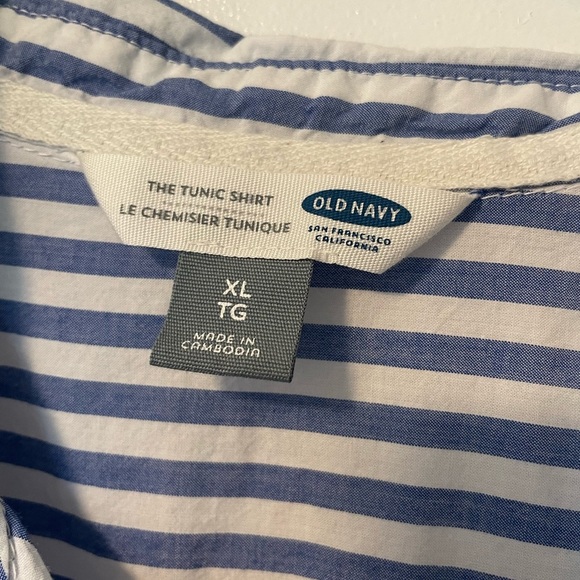 THE TUNIC SHIRT
LE CHEMISIER TUNIQUE
OLD NAVY
SAN FRANCISCO
CALIFORNIA
XL
TG
MADE IN
CAMBODIA